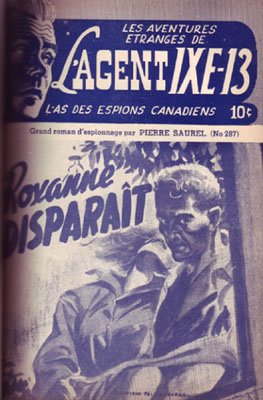 LES AVENTURES
ETRANGES DE
L'AGENT IXE-13
L'AS DES ESPIONS CANADIENS
10¢
Grand roman d'espionnage par PIERRE SAUREL (No 287)
Roxanne
DISPARAÎT